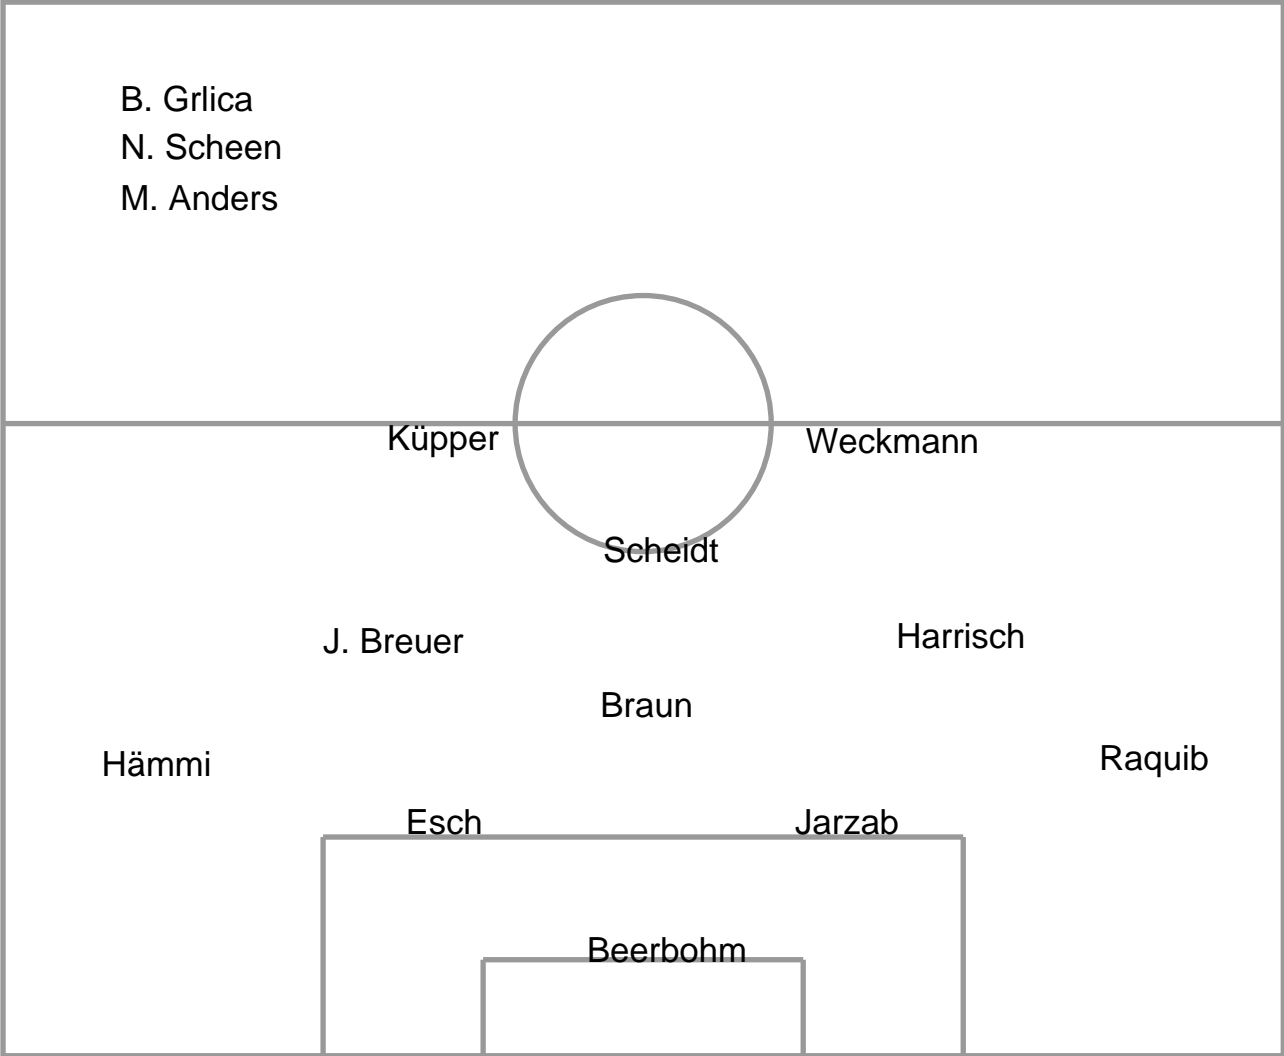 B. Grlica
N. Scheen
M. Anders
Küpper
Weckmann
Scheidt
J. Breuer
Harrisch
Braun
Hämmi
Raquib
Esch
Jarzab
Beerbohm